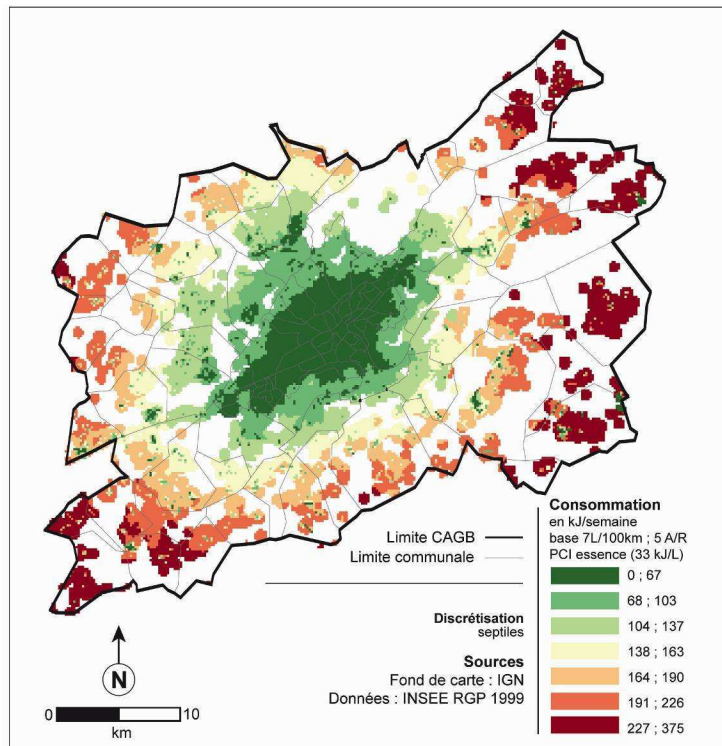 Limite CAGB
Limite communale
Discrétisation
septiles
Sources
Fond de carte : IGN
Données : INSEE RGP 1999
N
0 10
km
Consommation
en kJ/semaine
base 7L/100km ; 5 A/R
PCI essence (33 kJ/L)
0 ; 67
68 ; 103
104 ; 137
138 ; 163
164 ; 190
191 ; 226
227 ; 375